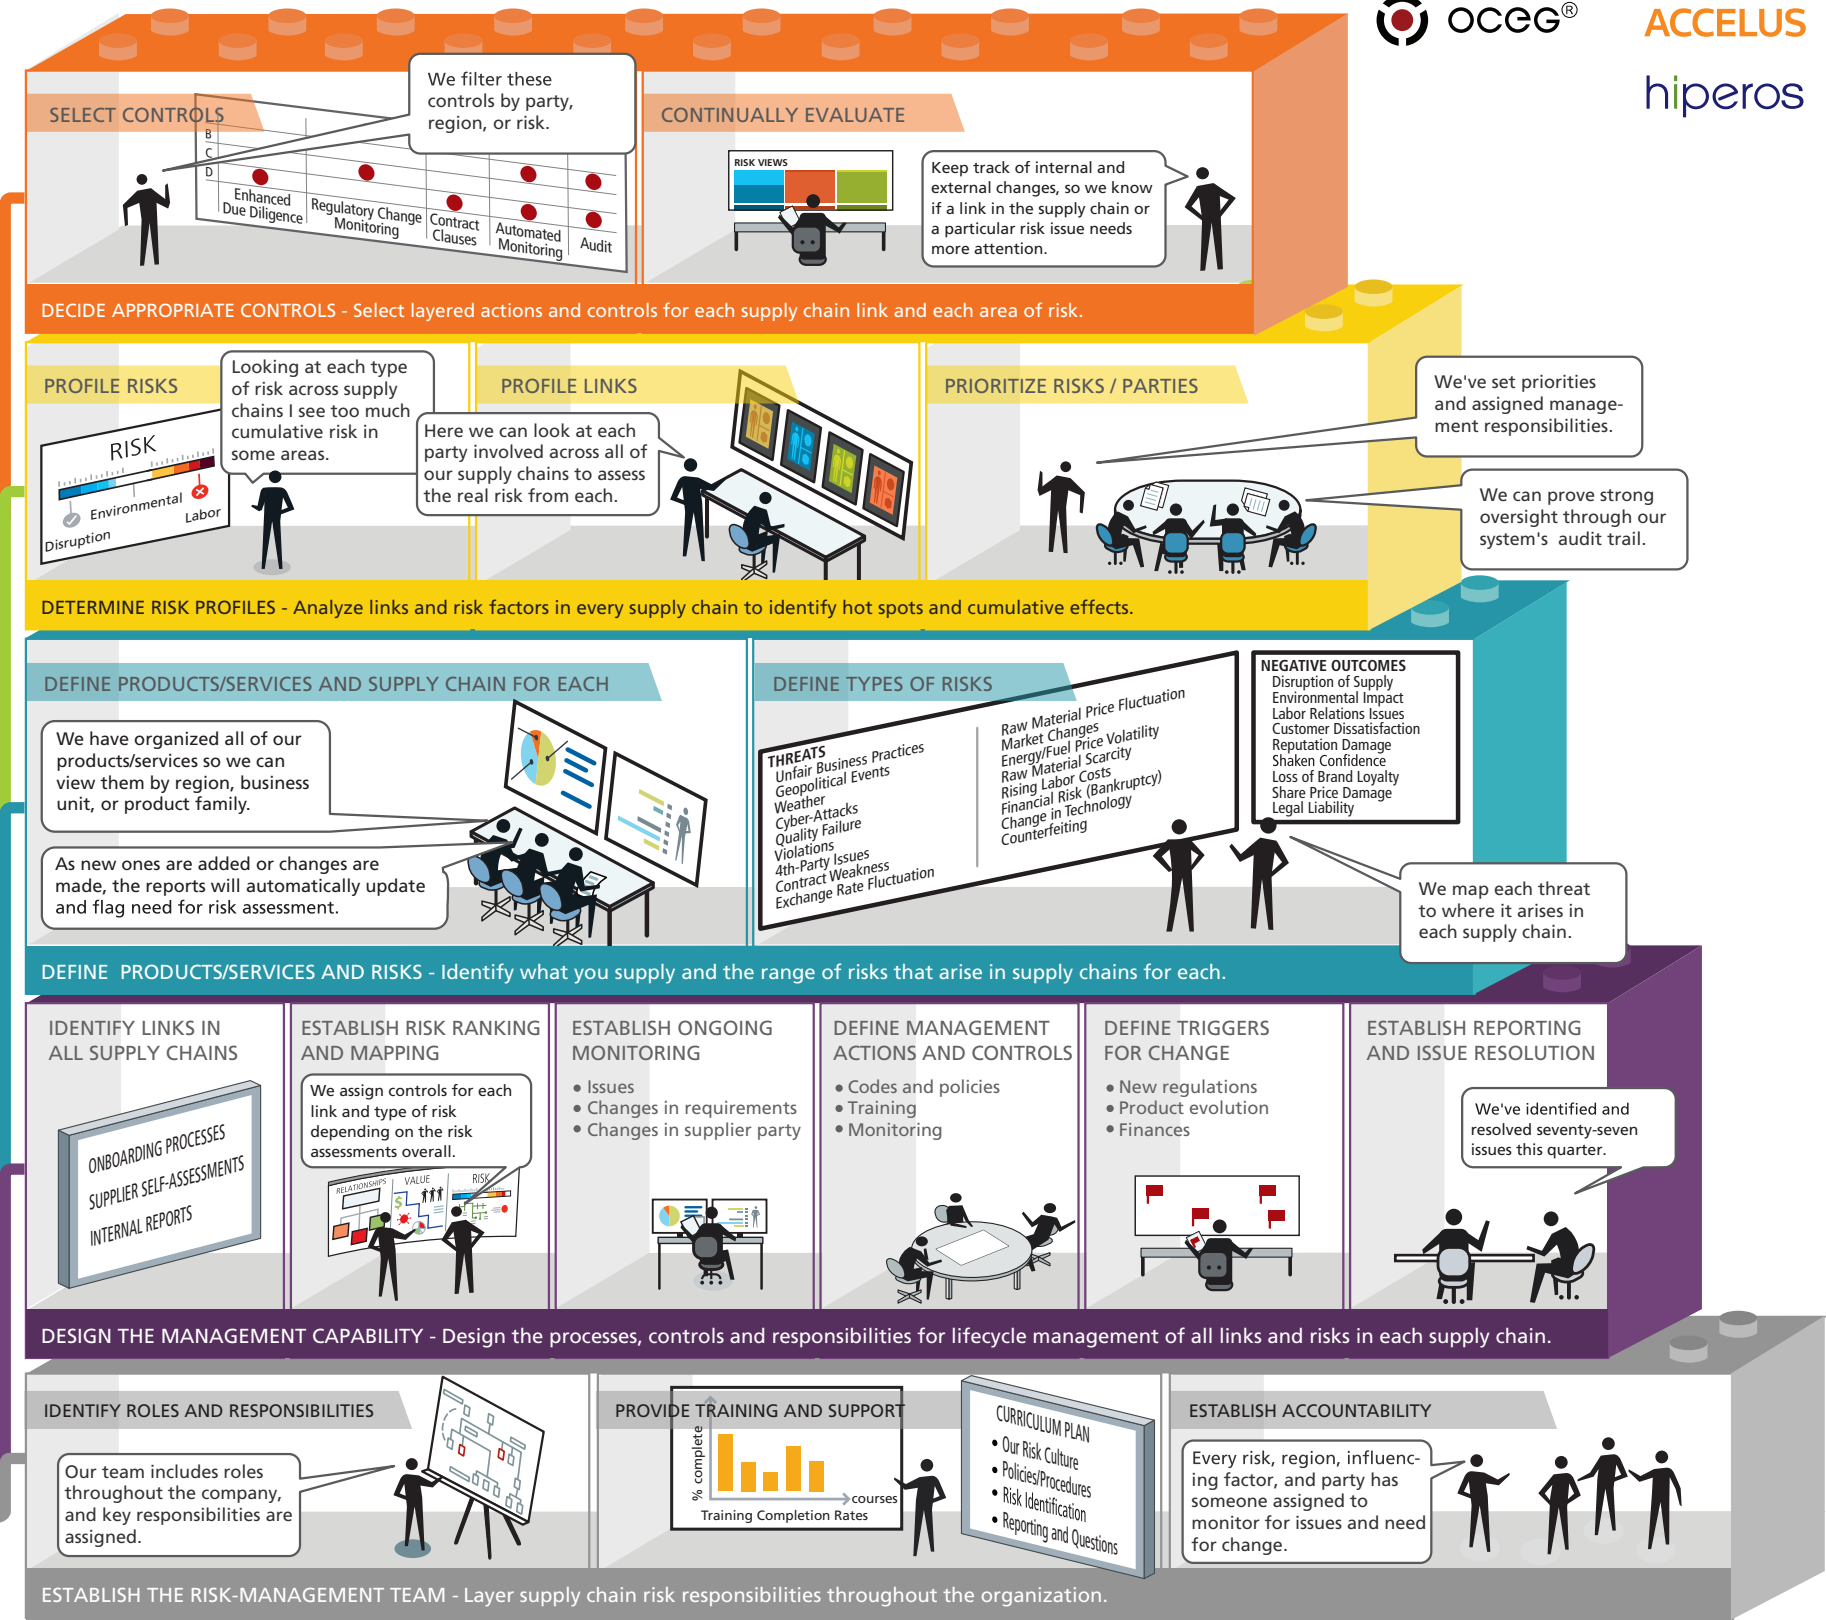 OCEG®
ACCELUS
hiperos
SELECT CONTROLS
We filter these
controls by party,
region, or risk.
B
C
D
Enhanced
Due Diligence
Regulatory Change
Monitoring
Contract
Clauses
Automated
Monitoring
Audit
CONTINUALLY EVALUATE
RISK VIEWS
Keep track of internal and
external changes, so we know
if a link in the supply chain or
a particular risk issue needs
more attention.
DECIDE APPROPRIATE CONTROLS - Select layered actions and controls for each supply chain link and each area of risk.
PROFILE RISKS
Looking at each type
of risk across supply
chains I see too much
cumulative risk in
some areas.
RISK
Environmental
Labor
Disruption
PROFILE LINKS
Here we can look at each
party involved across all of
our supply chains to assess
the real risk from each.
PRIORITIZE RISKS / PARTIES
We've set priorities
and assigned manage-
ment responsibilities.
We can prove strong
oversight through our
system's audit trail.
DETERMINE RISK PROFILES - Analyze links and risk factors in every supply chain to identify hot spots and cumulative effects.
DEFINE PRODUCTS/SERVICES AND SUPPLY CHAIN FOR EACH
We have organized all of our
products/services so we can
view them by region, business
unit, or product family.
As new ones are added or changes are
made, the reports will automatically update
and flag need for risk assessment.
DEFINE TYPES OF RISKS
THREATS
Unfair Business Practices
Geopolitical Events
Weather
Cyber-Attacks
Quality Failure
Violations
4th-Party Issues
Contract Weakness
Exchange Rate Fluctuation
Raw Material Price Fluctuation
Market Changes
Energy/Fuel Price Volatility
Raw Material Scarcity
Rising Labor Costs
Financial Risk (Bankruptcy)
Change in Technology
Counterfeiting
NEGATIVE OUTCOMES
Disruption of Supply
Environmental Impact
Labor Relations Issues
Customer Dissatisfaction
Reputation Damage
Shaken Confidence
Loss of Brand Loyalty
Share Price Damage
Legal Liability
We map each threat
to where it arises in
each supply chain.
DEFINE PRODUCTS/SERVICES AND RISKS - Identify what you supply and the range of risks that arise in supply chains for each.
IDENTIFY LINKS IN
ALL SUPPLY CHAINS
ONBOARDING PROCESSES
SUPPLIER SELF-ASSESSMENTS
INTERNAL REPORTS
ESTABLISH RISK RANKING
AND MAPPING
We assign controls for each
link and type of risk
depending on the risk
assessments overall.
RELATIONSHIPS
VALUE
RISK
$
ESTABLISH ONGOING
MONITORING
• Issues
• Changes in requirements
• Changes in supplier party
DEFINE MANAGEMENT
ACTIONS AND CONTROLS
• Codes and policies
• Training
• Monitoring
DEFINE TRIGGERS
FOR CHANGE
• New regulations
• Product evolution
• Finances
ESTABLISH REPORTING
AND ISSUE RESOLUTION
We've identified and
resolved seventy-seven
issues this quarter.
DESIGN THE MANAGEMENT CAPABILITY - Design the processes, controls and responsibilities for lifecycle management of all links and risks in each supply chain.
IDENTIFY ROLES AND RESPONSIBILITIES
Our team includes roles
throughout the company,
and key responsibilities are
assigned.
PROVIDE TRAINING AND SUPPORT
% complete
courses
Training Completion Rates
CURRICULUM PLAN
• Our Risk Culture
• Policies/Procedures
• Risk Identification
• Reporting and Questions
ESTABLISH ACCOUNTABILITY
Every risk, region, influenc-
ing factor, and party has
someone assigned to
monitor for issues and need
for change.
ESTABLISH THE RISK-MANAGEMENT TEAM - Layer supply chain risk responsibilities throughout the organization.